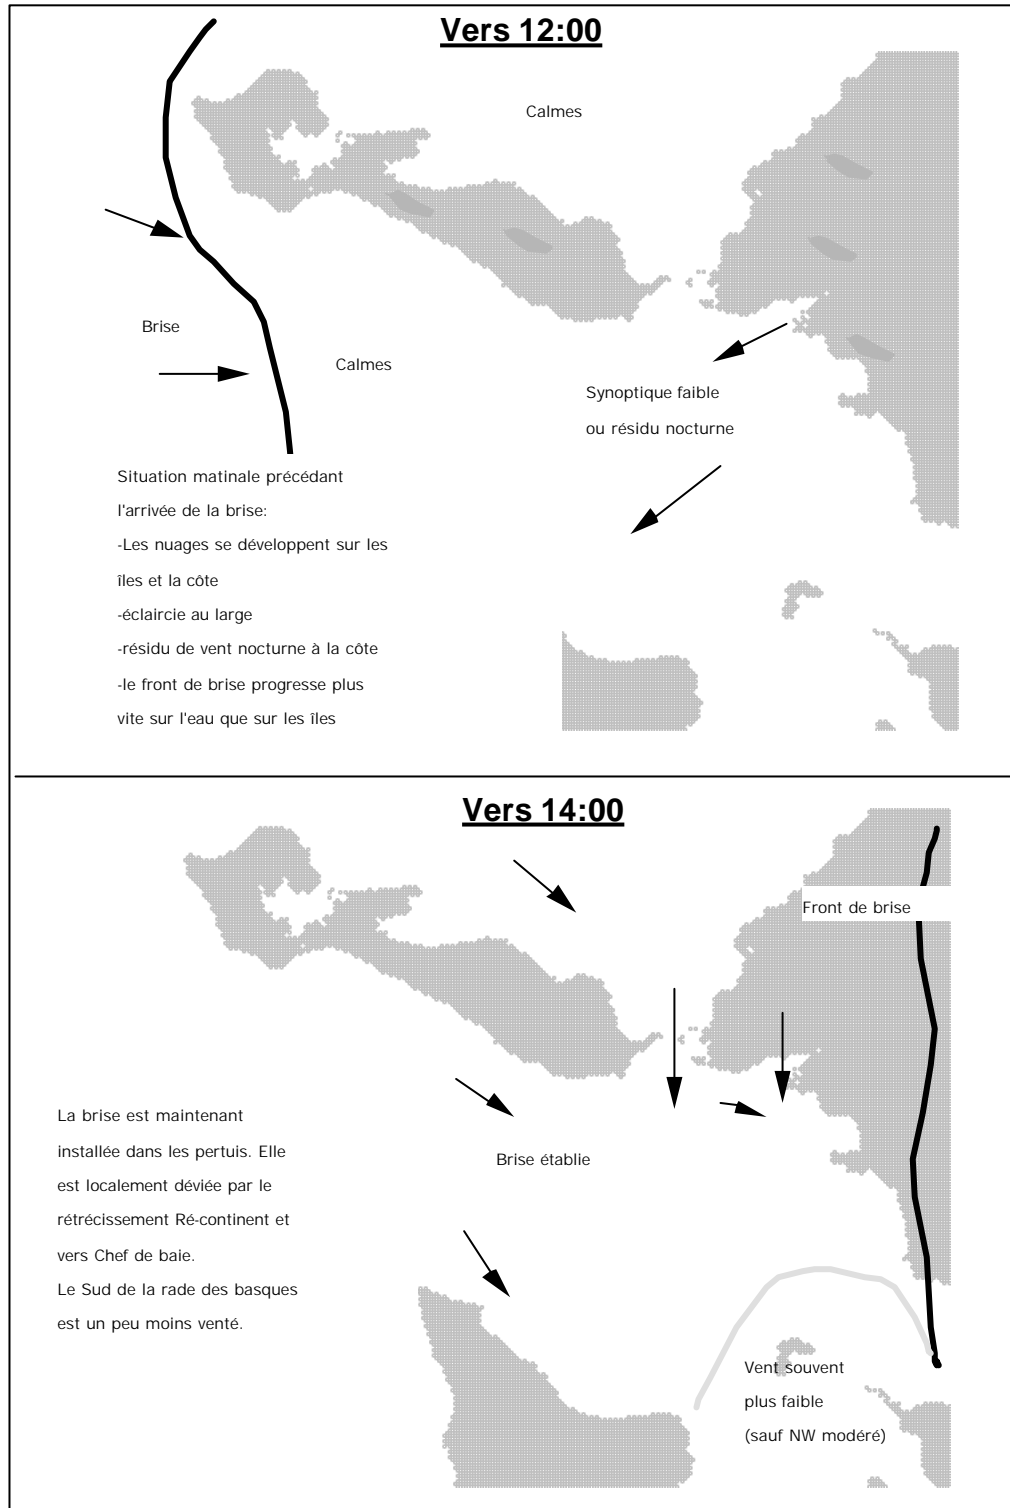 Vers 12:00
Calmes
Brise
Calmes
Synoptique faible
ou résidu nocturne
Situation matinale précédant
l'arrivée de la brise:
-Les nuages se développent sur les
îles et la côte
-éclaircie au large
-résidu de vent nocturne à la côte
-le front de brise progresse plus
vite sur l'eau que sur les îles
Vers 14:00
Front de brise
La brise est maintenant
installée dans les pertuis. Elle
est localement déviée par le
rétrécissement Ré-continent et
vers Chef de baie.
Le Sud de la rade des basques
est un peu moins venté.
Brise établie
Vent souvent
plus faible
(sauf NW modéré)